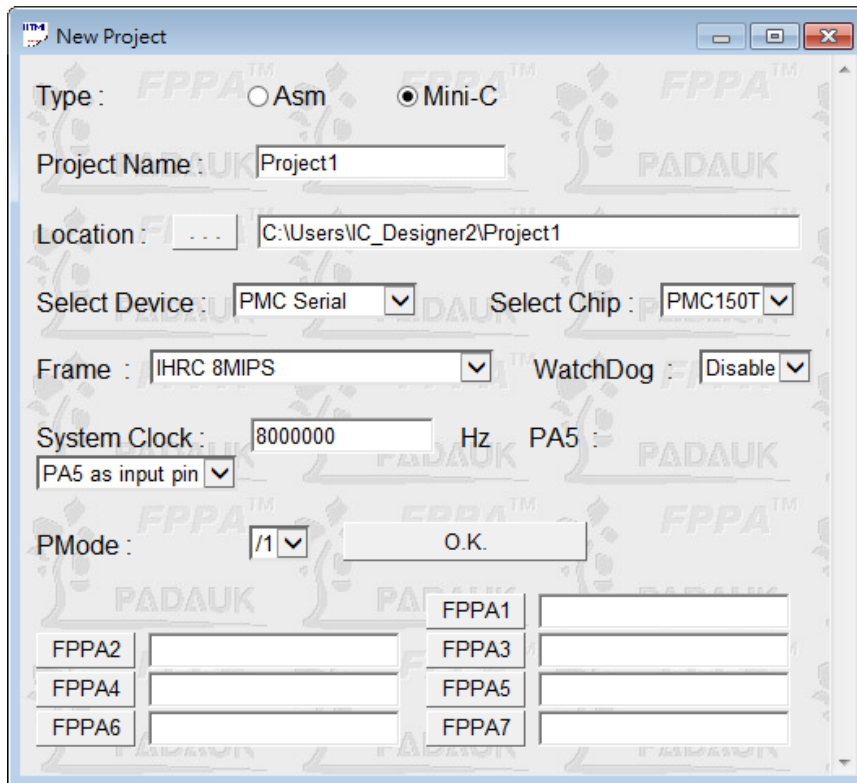 New Project
Type : Asm Mini-C
Project Name : Project1
Location : . . . C:\Users\IC_Designer2\Project1
Select Device : PMC Serial Select Chip : PMC150T
Frame : IHRC 8MIPS WatchDog : Disable
System Clock : 8000000 Hz PA5 :
PA5 as input pin
PMode : /1 O.K.
FPPA1
FPPA2 FPPA3
FPPA4 FPPA5
FPPA6 FPPA7